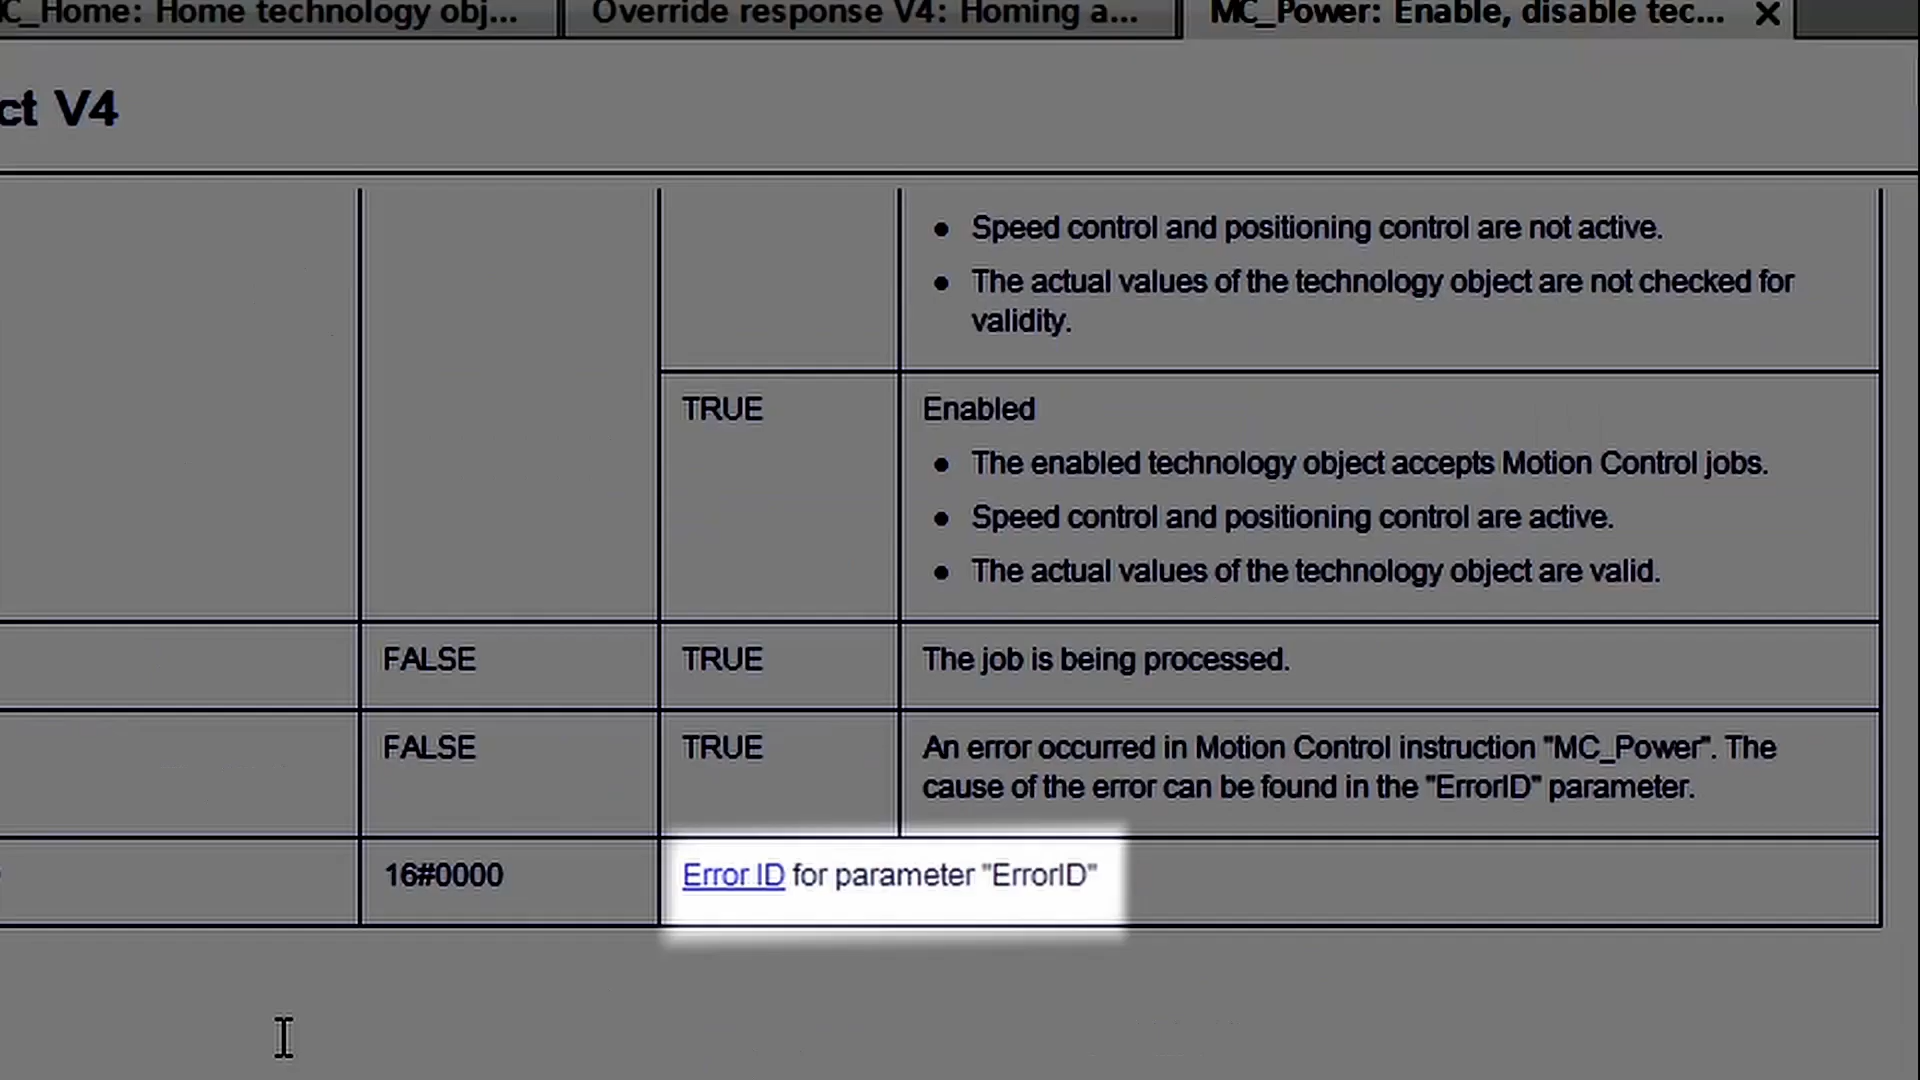 C_Home: Home technology obj...
Override response V4: Homing a...
MC_Power: Enable, disable tec...
ct V4
Speed control and positioning control are not active.
The actual values of the technology object are not checked for
validity.
TRUE
Enabled
The enabled technology object accepts Motion Control jobs.
Speed control and positioning control are active.
The actual values of the technology object are valid.
FALSE
TRUE
The job is being processed.
FALSE
TRUE
An error occurred in Motion Control instruction "MC_Power". The
cause of the error can be found in the "ErrorID" parameter.
16#0000
Error ID for parameter "ErrorID"